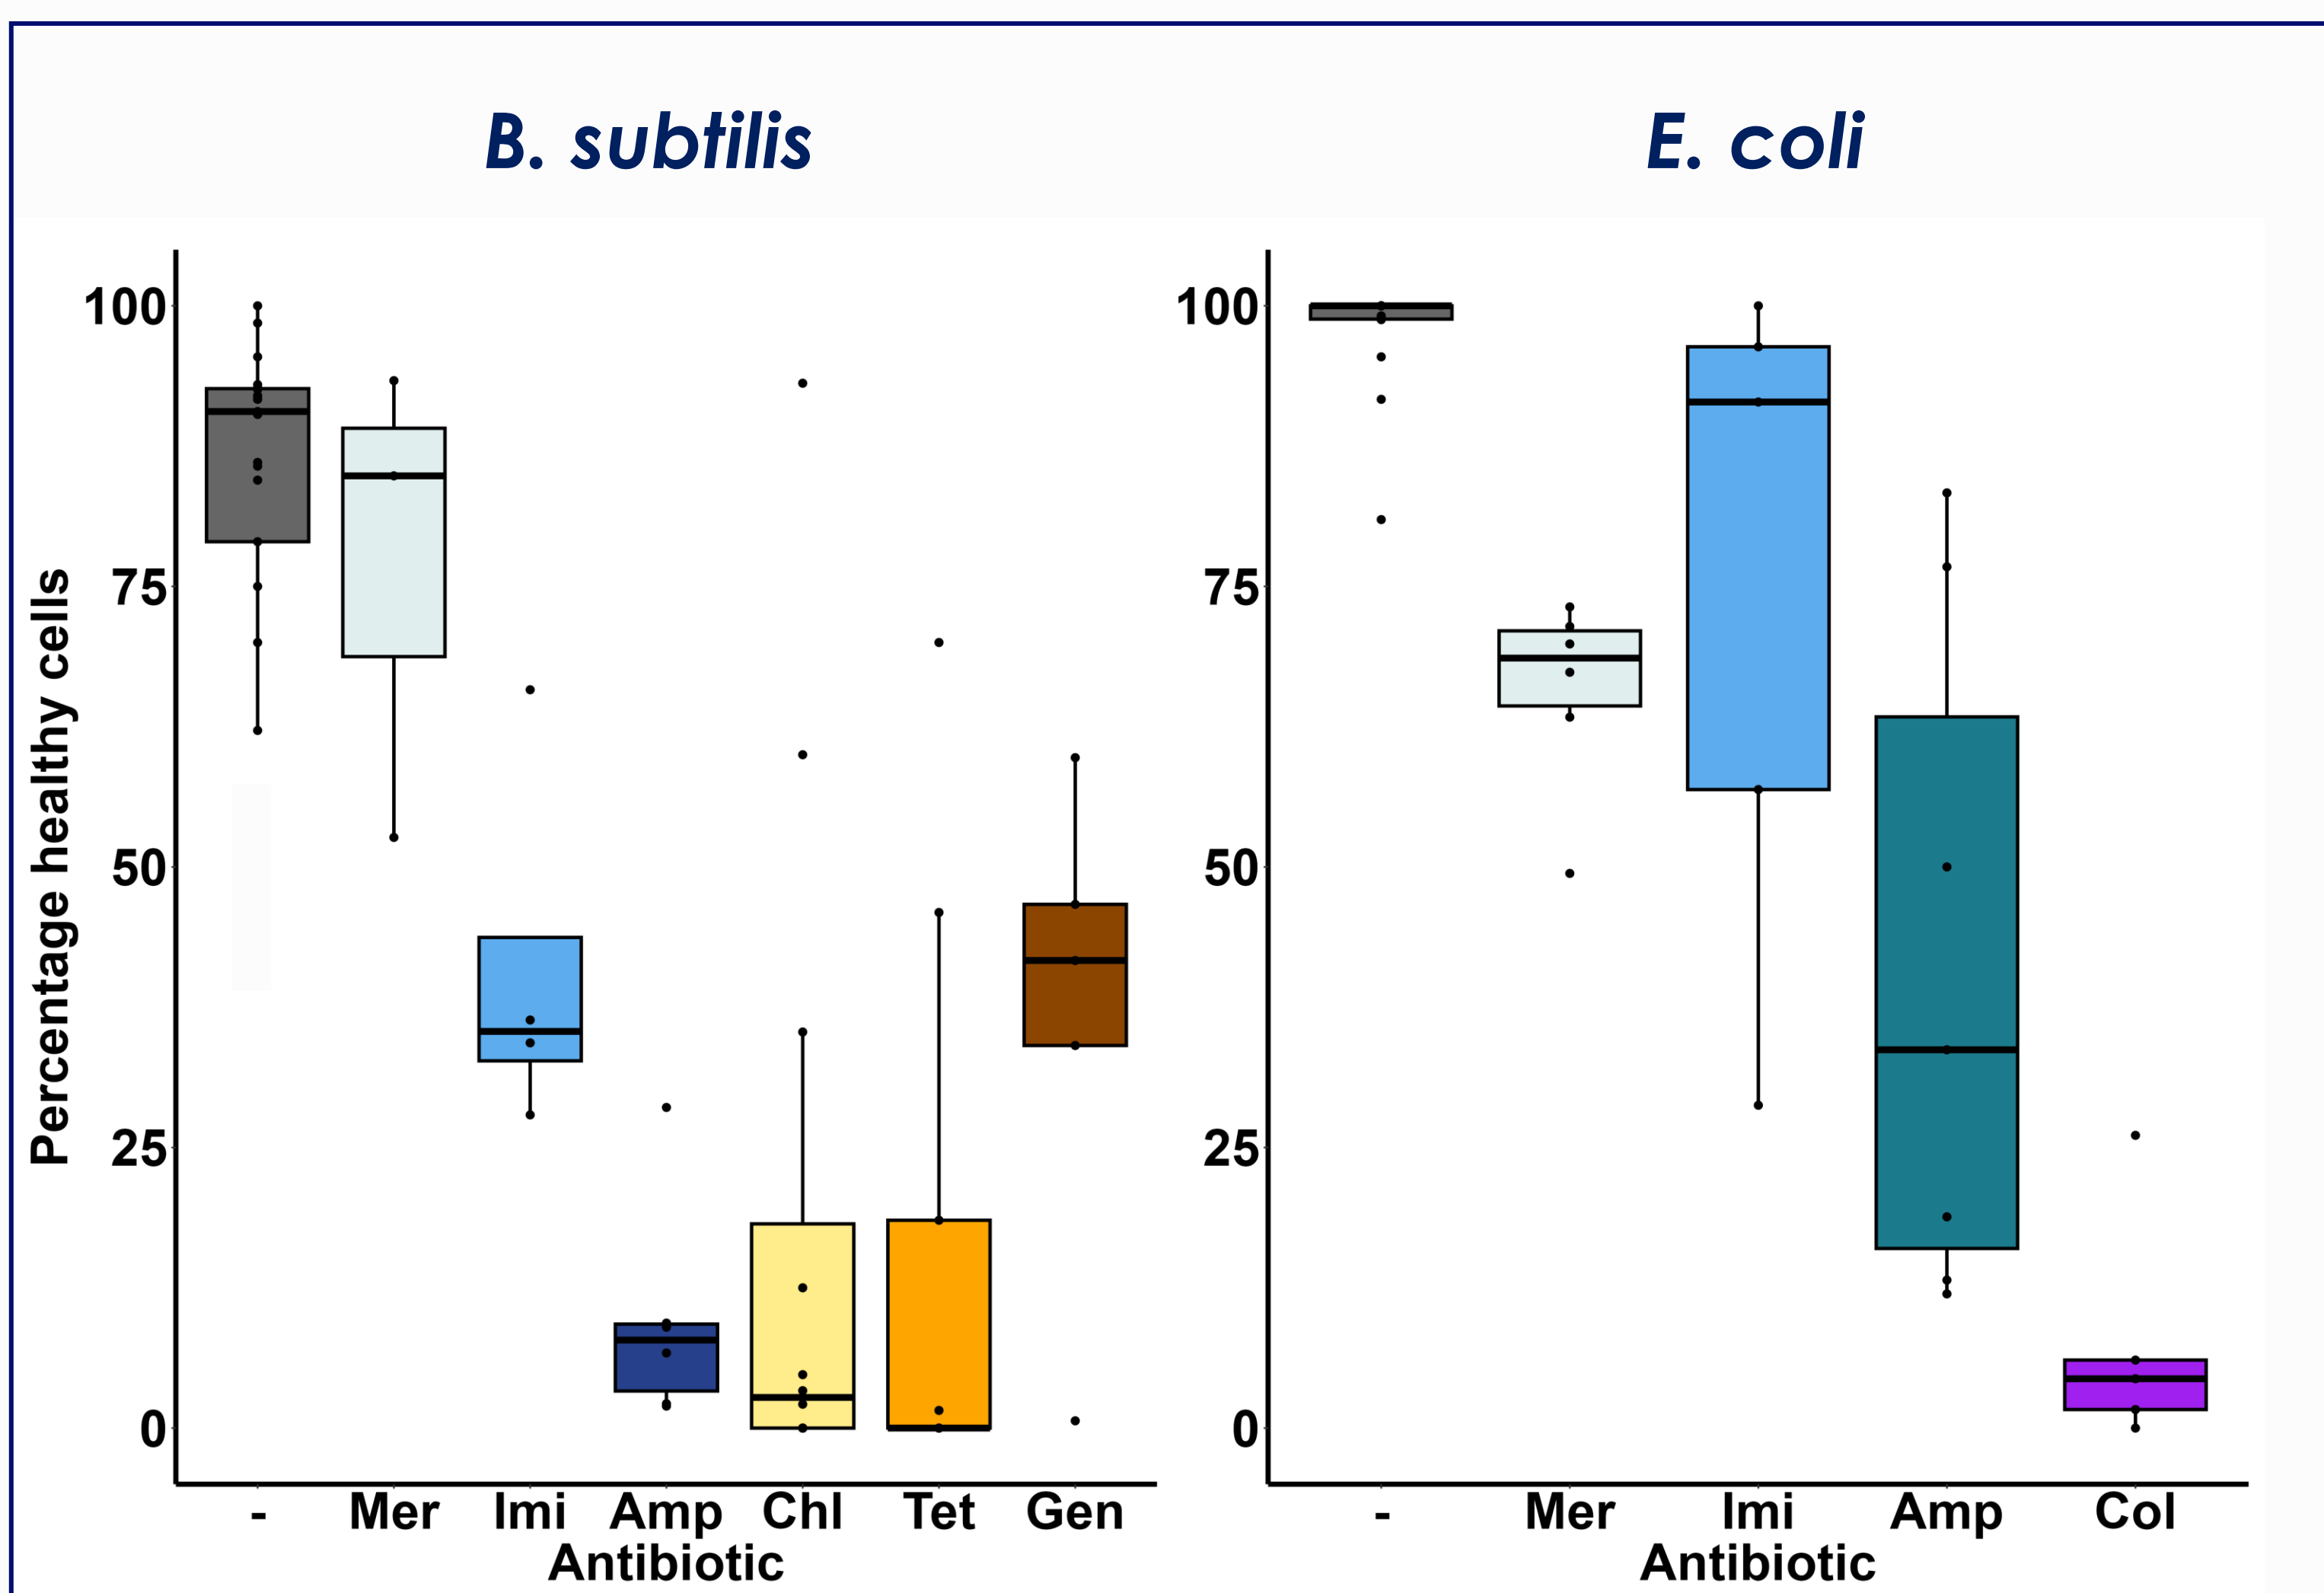 B. subtilis
E. coli
Percentage healthy cells
100
75
50
25
0
- Mer Imi Amp Chl Tet Gen
Antibiotic
100
75
50
25
0
- Mer Imi Amp Col
Antibiotic